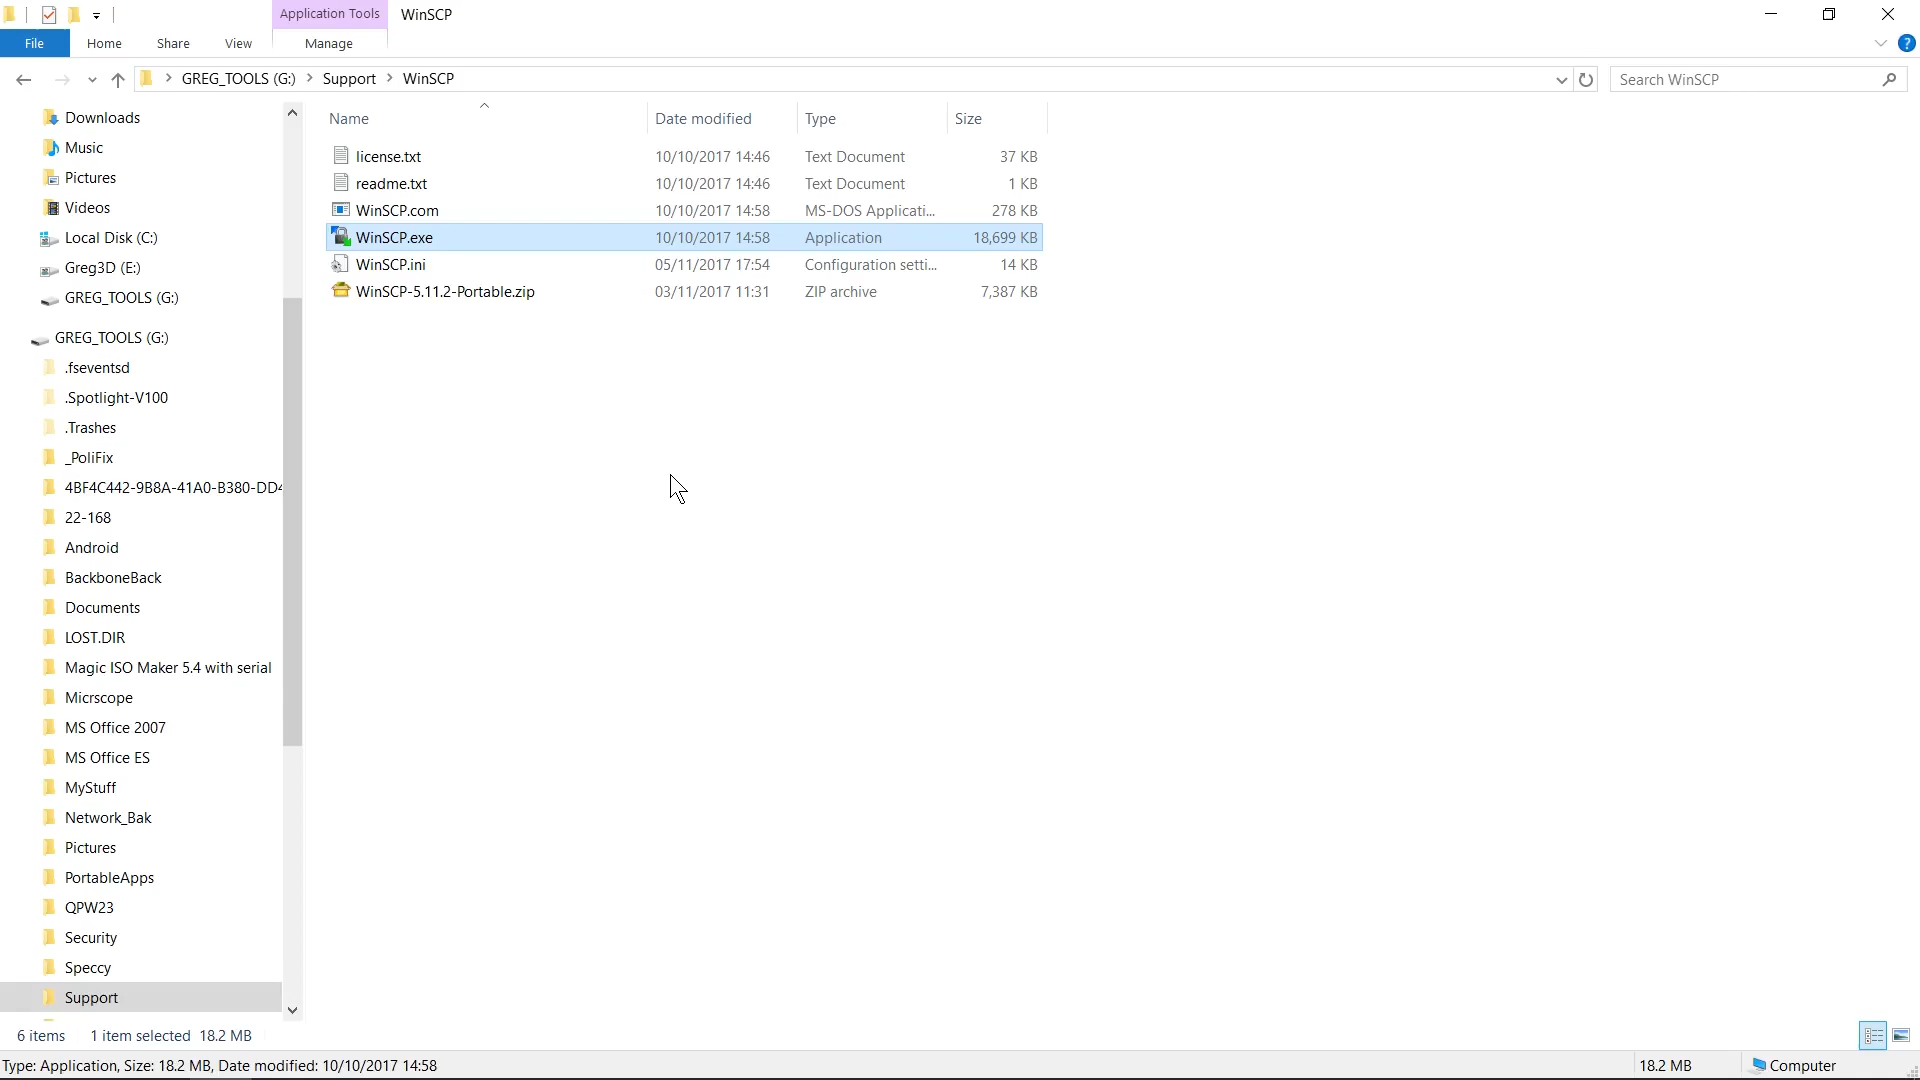 Application Tools
WinSCP
File
Home
Share
View
Manage
GREG_TOOLS (G:)
Support
WinSCP
Search WinSCP
Downloads
Music
Pictures
Videos
Local Disk (C:)
Greg3D (E:)
GREG_TOOLS (G:)
GREG_TOOLS (G:)
.fseventsd
.Spotlight-V100
.Trashes
_PoliFix
4BF4C442-9B8A-41A0-B380-DD4
22-168
Android
BackboneBack
Documents
LOST.DIR
Magic ISO Maker 5.4 with serial
Micrscope
MS Office 2007
MS Office ES
MyStuff
Network_Bak
Pictures
PortableApps
QPW23
Security
Speccy
Support
Name Date modified Type Size
license.txt 10/10/2017 14:46 Text Document 37 KB
readme.txt 10/10/2017 14:46 Text Document 1 KB
WinSCP.com 10/10/2017 14:58 MS-DOS Applicati... 278 KB
WinSCP.exe 10/10/2017 14:58 Application 18,699 KB
WinSCP.ini 05/11/2017 17:54 Configuration setti... 14 KB
WinSCP-5.11.2-Portable.zip 03/11/2017 11:31 ZIP archive 7,387 KB
6 items 1 item selected 18.2 MB
Type: Application, Size: 18.2 MB, Date modified: 10/10/2017 14:58
18.2 MB
Computer